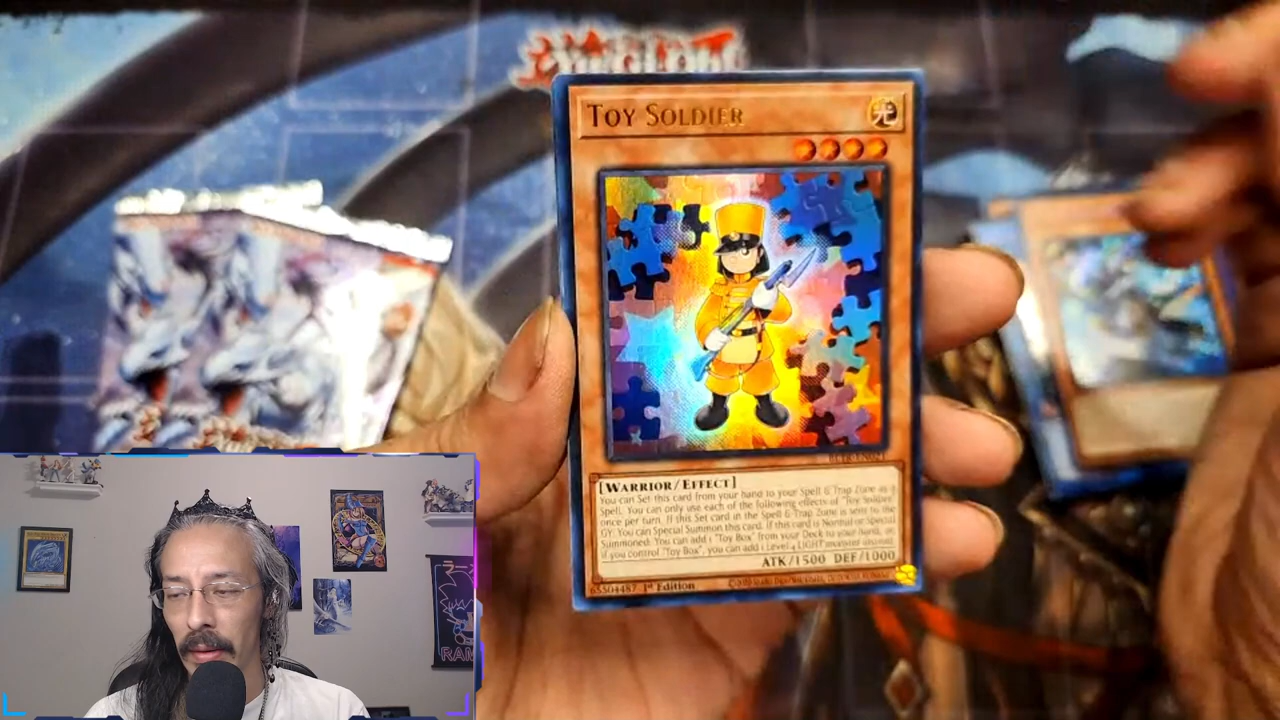 Yu-Gi-Oh!
TOY SOLDIER
光
[WARRIOR/EFFECT]
You can Set this card from your hand to your Spell & Trap Zone as a
Spell. You can only use each of the following effects of "Toy Soldier"
once per turn. If this Set card in the Spell & Trap Zone is sent to the
GY: You can Special Summon this card. If this card is Normal or Special
Summoned: You can add 1 "Toy Box" from your Deck to your hand, or,
if you control "Toy Box", you can add 1 Level 4 LIGHT
ATK/1500 DEF/1000
65504487 1st Edition
RAM